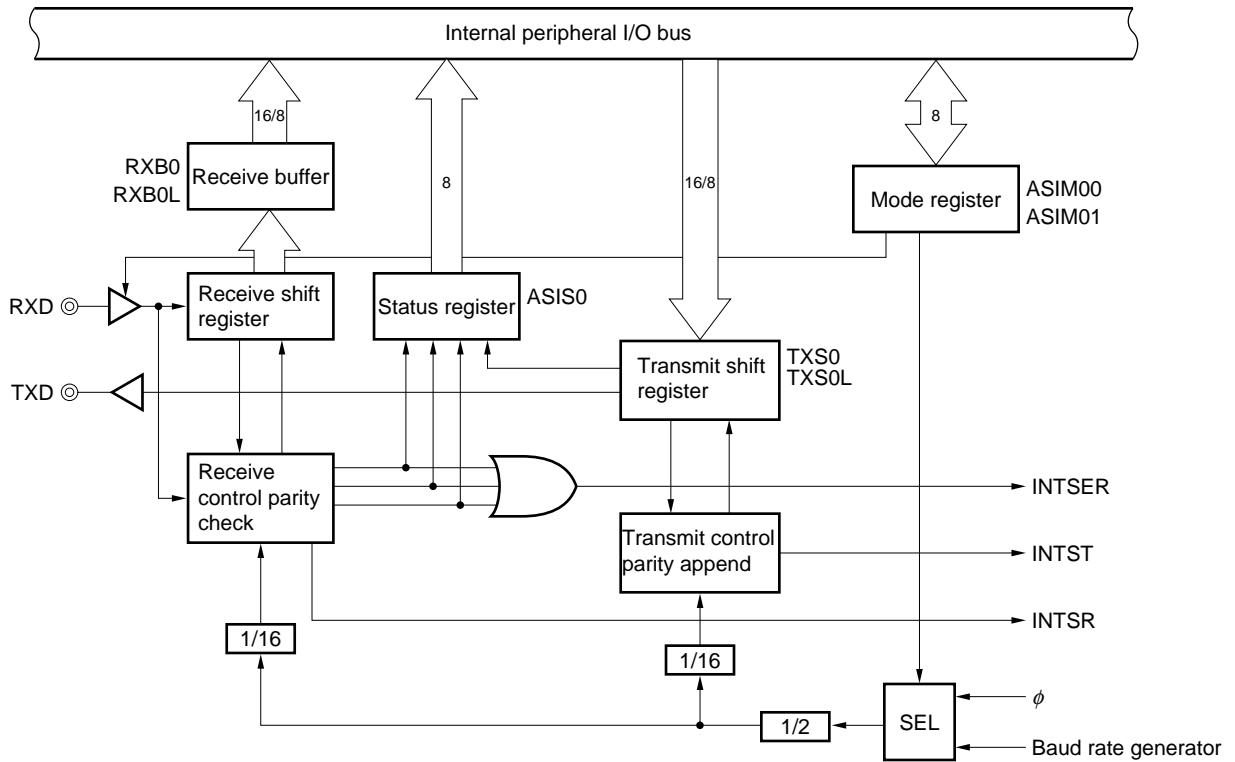 Internal peripheral I/O bus
16/8
8
16/8
8
RXB0
RXB0L
Receive buffer
Mode register
ASIM00
ASIM01
RXD
Receive shift
register
Status register
ASIS0
TXD
Transmit shift
register
TXS0
TXS0L
Receive
control parity
check
INTSER
Transmit control
parity append
INTST
INTSR
1/16
1/16
1/2
SEL
ϕ
Baud rate generator